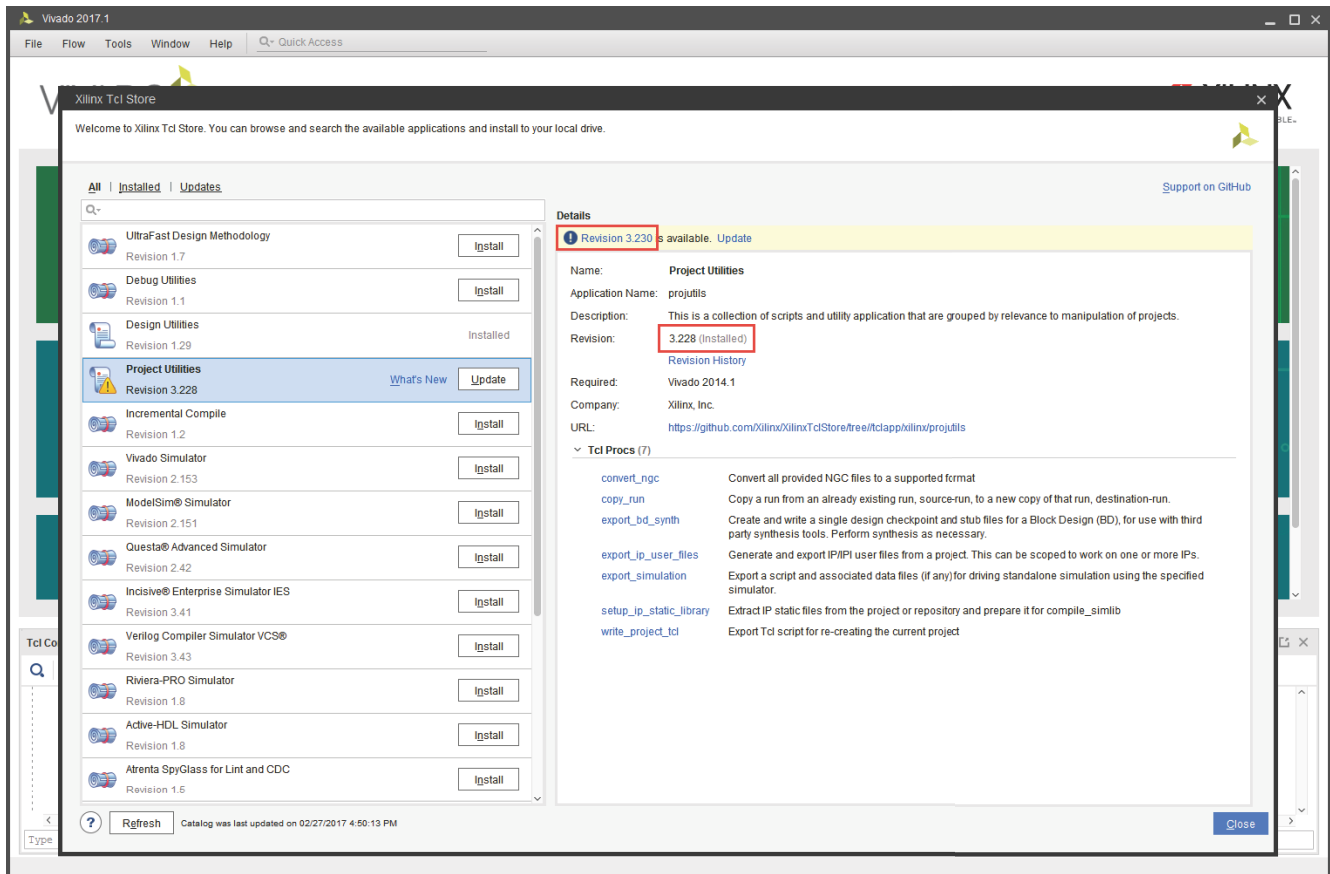 Vivado 2017.1
File Flow Tools Window Help Quick Access
Xilinx Tcl Store
Welcome to Xilinx Tcl Store. You can browse and search the available applications and install to your local drive.
All | Installed | Updates
Support on GitHub
UltraFast Design Methodology
Revision 1.7
Install
Debug Utilities
Revision 1.1
Install
Design Utilities
Revision 1.29
Installed
Project Utilities
Revision 3.228
What's New
Update
Incremental Compile
Revision 1.2
Install
Vivado Simulator
Revision 2.153
Install
ModelSim® Simulator
Revision 2.151
Install
Questa® Advanced Simulator
Revision 2.42
Install
Incisive® Enterprise Simulator IES
Revision 3.41
Install
Verilog Compiler Simulator VCS®
Revision 3.43
Install
Riviera-PRO Simulator
Revision 1.8
Install
Active-HDL Simulator
Revision 1.8
Install
Atrenta SpyGlass for Lint and CDC
Revision 1.5
Install
Details
Revision 3.230 is available. Update
Name: Project Utilities
Application Name: projutils
Description: This is a collection of scripts and utility application that are grouped by relevance to manipulation of projects.
Revision: 3.228 (Installed)
Revision History
Required: Vivado 2014.1
Company: Xilinx, Inc.
URL: https://github.com/Xilinx/XilinxTclStore/tree//tclapp/xilinx/projutils
Tcl Procs (7)
convert_ngc Convert all provided NGC files to a supported format
copy_run Copy a run from an already existing run, source-run, to a new copy of that run, destination-run.
export_bd_synth Create and write a single design checkpoint and stub files for a Block Design (BD), for use with third
party synthesis tools. Perform synthesis as necessary.
export_ip_user_files Generate and export IP/IPI user files from a project. This can be scoped to work on one or more IPs.
export_simulation Export a script and associated data files (if any)for driving standalone simulation using the specified
simulator.
setup_ip_static_library Extract IP static files from the project or repository and prepare it for compile_simlib
write_project_tcl Export Tcl script for re-creating the current project
Tcl Co
Type
? Refresh Catalog was last updated on 02/27/2017 4:50:13 PM
Close